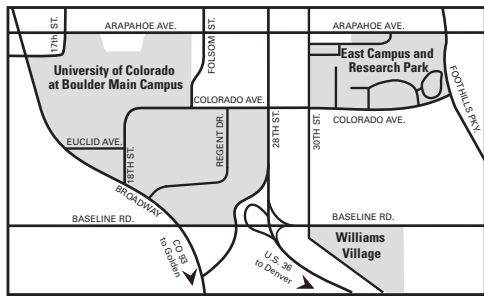 ARAPAHOE AVE.
ARAPAHOE AVE.
17th ST.
FOLSOM ST.
University of Colorado
at Boulder Main Campus
East Campus and
Research Park
FOOTHILLS PKY.
COLORADO AVE.
COLORADO AVE.
EUCLID AVE.
18TH ST.
REGENT DR.
28TH ST.
30TH ST.
BROADWAY
BASELINE RD.
BASELINE RD.
CO 93
to Golden
U.S. 36
to Denver
Williams
Village